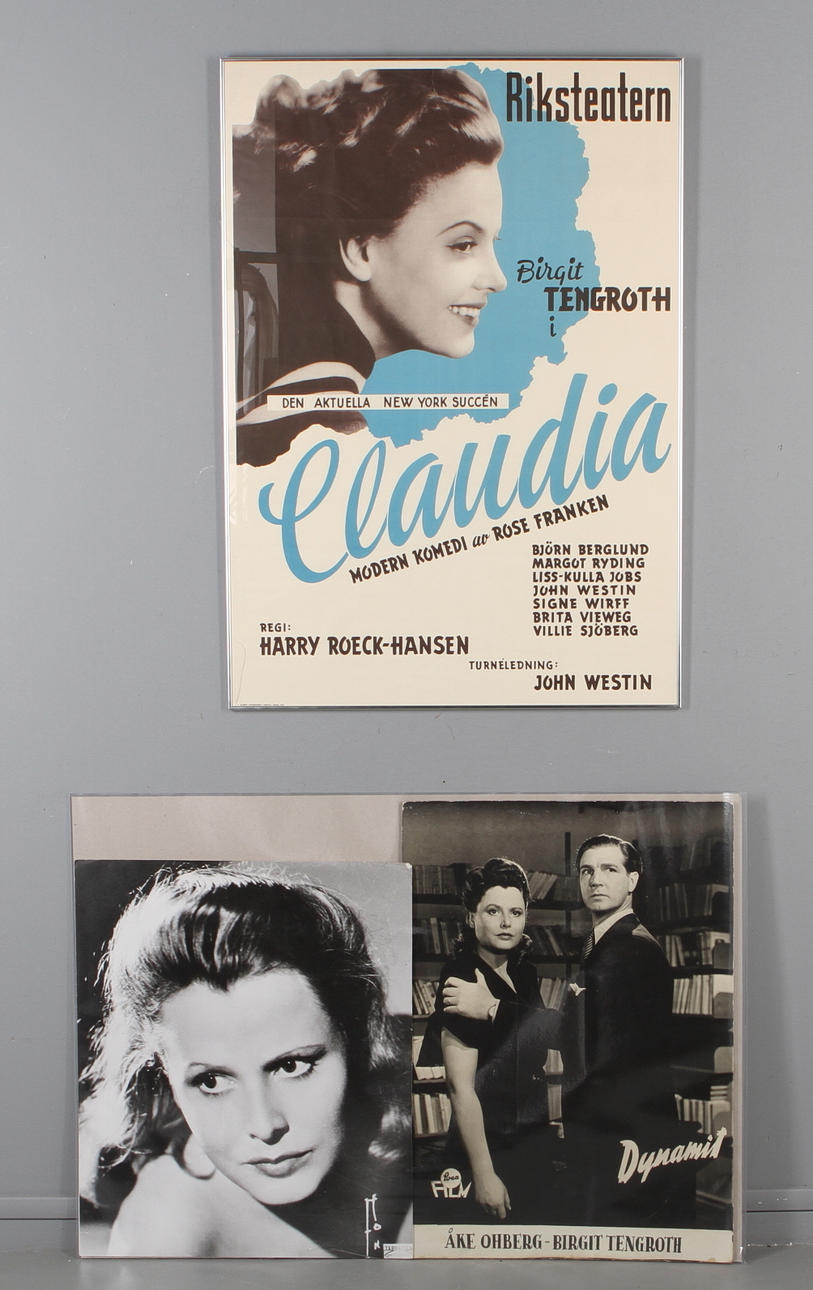 Riksteatern
Birgit
TENGROTH
i
DEN AKTUELLA NEW YORK SUCCÉN
Claudia
MODERN KOMEDI av ROSE FRANKEN
BJÖRN BERGLUND
MARGOT RYDING
LISS-KULLA JOBS
JOHN WESTIN
SIGNE WIRFF
BRITA VIEWEG
VILLIE SJÖBERG
REGI:
HARRY ROECK-HANSEN
TURNÉLEDNING:
JOHN WESTIN
Dynamit
FILM
ÅKE OHBERG - BIRGIT TENGROTH